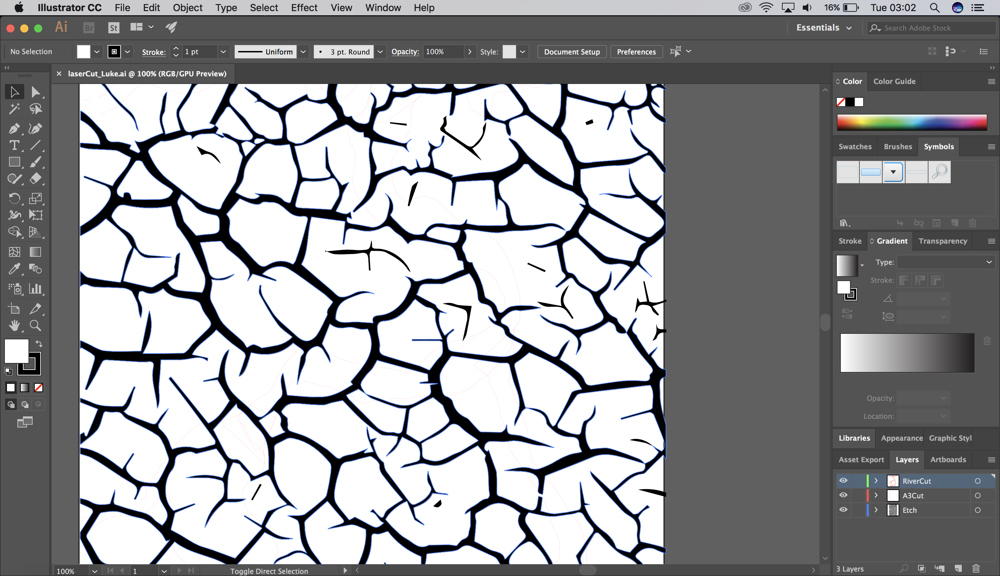 Illustrator CC File Edit Object Type Select Effect View Window Help 16% Tue 03:02
Ai Br St Essentials Search Adobe Stock
No Selection Stroke: 1 pt Uniform 3 pt. Round Opacity: 100% Style: Document Setup Preferences
laserCut_Luke.ai @ 100% (RGB/GPU Preview)
Color Color Guide
Swatches Brushes Symbols
Stroke Gradient Transparency
Type:
Stroke:
Opacity:
Location:
Libraries Appearance Graphic Styl
Asset Export Layers Artboards
RiverCut
A3Cut
Etch
3 Layers
100% 1 Toggle Direct Selection